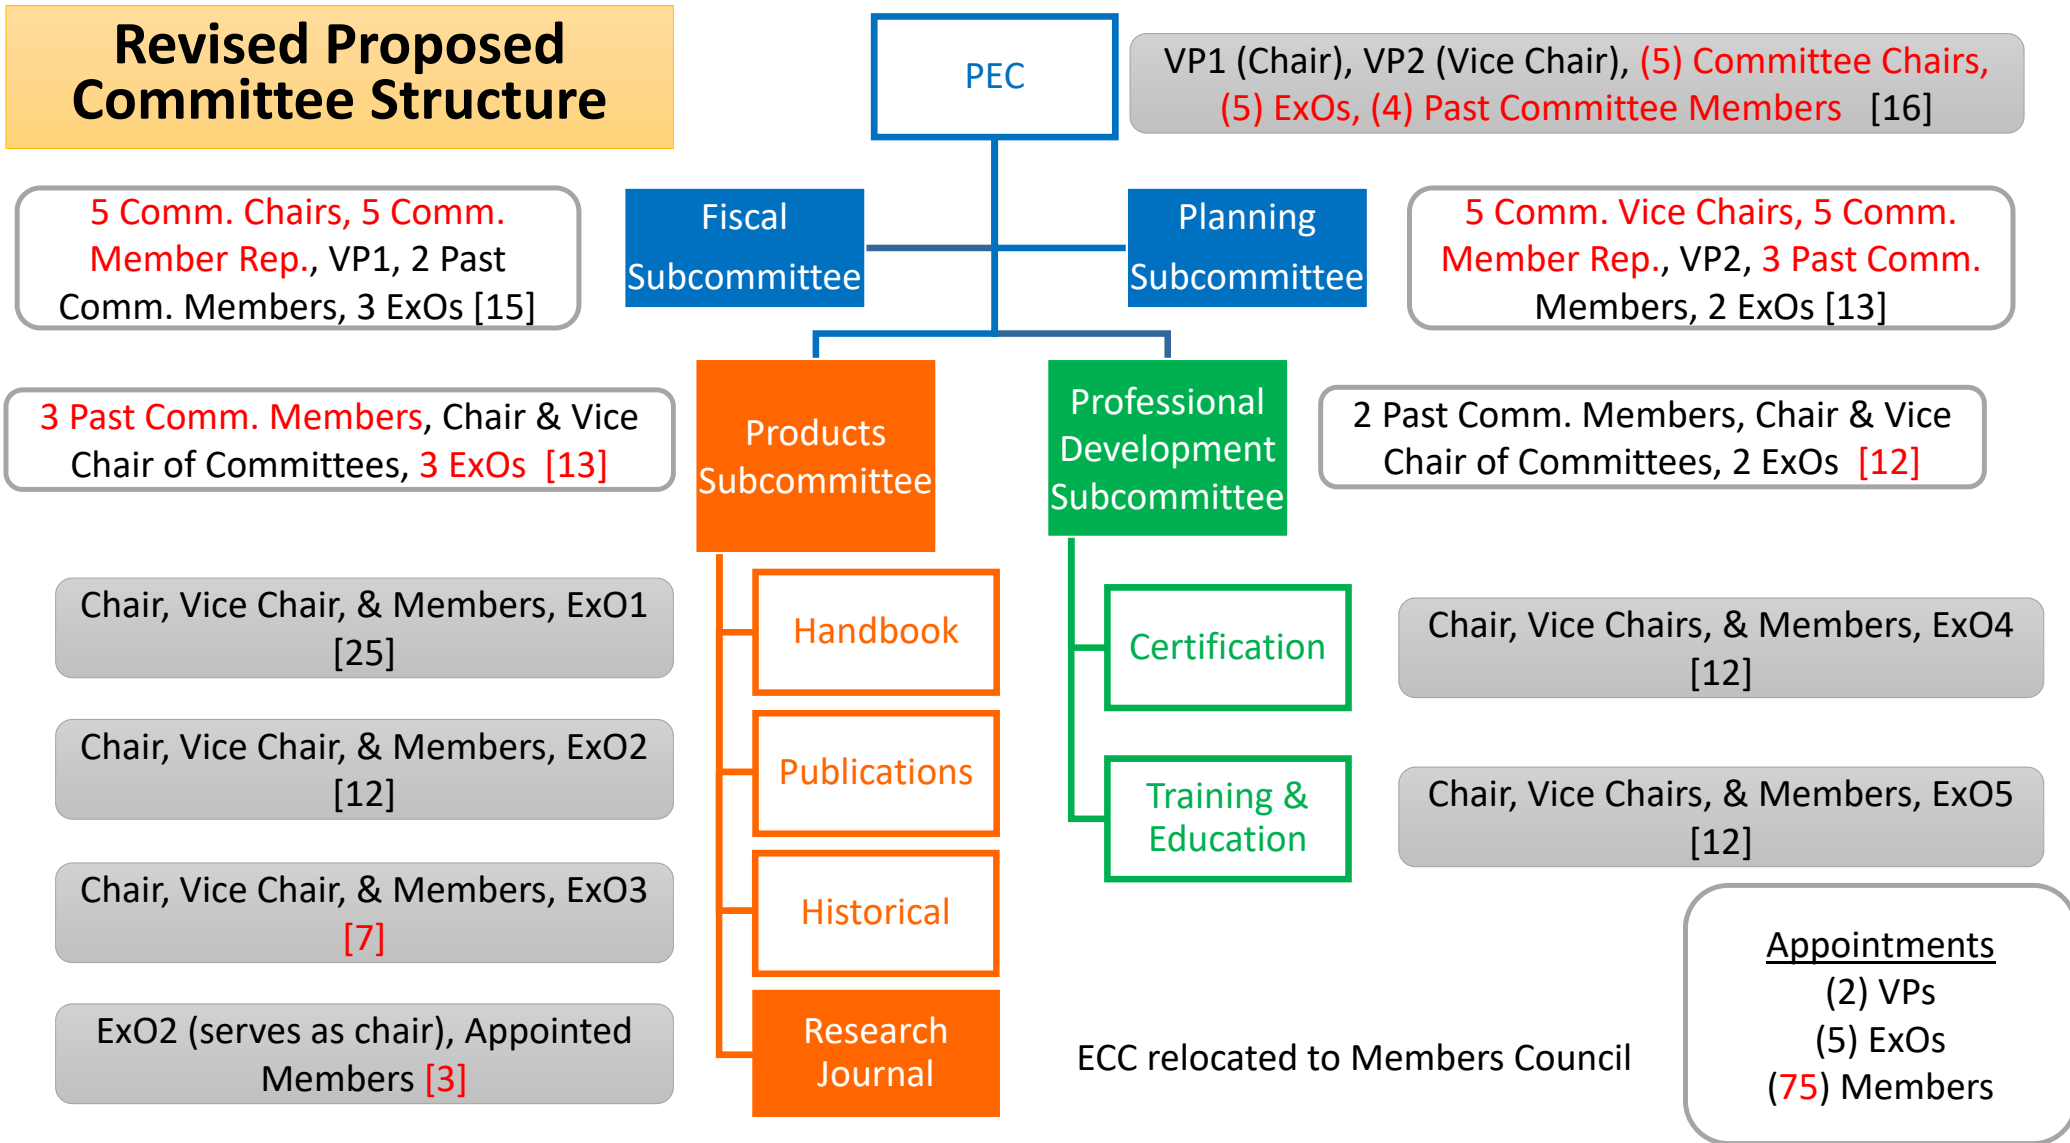 Revised Proposed
Committee Structure
PEC
VP1 (Chair), VP2 (Vice Chair), (5) Committee Chairs,
(5) ExOs, (4) Past Committee Members [16]
5 Comm. Chairs, 5 Comm.
Member Rep., VP1, 2 Past
Comm. Members, 3 ExOs [15]
Fiscal
Subcommittee
Planning
Subcommittee
5 Comm. Vice Chairs, 5 Comm.
Member Rep., VP2, 3 Past Comm.
Members, 2 ExOs [13]
3 Past Comm. Members, Chair & Vice
Chair of Committees, 3 ExOs [13]
Products
Subcommittee
Professional
Development
Subcommittee
2 Past Comm. Members, Chair & Vice
Chair of Committees, 2 ExOs [12]
Chair, Vice Chair, & Members, ExO1
[25]
Handbook
Certification
Chair, Vice Chairs, & Members, ExO4
[12]
Chair, Vice Chair, & Members, ExO2
[12]
Publications
Training &
Education
Chair, Vice Chairs, & Members, ExO5
[12]
Chair, Vice Chair, & Members, ExO3
[7]
Historical
ExO2 (serves as chair), Appointed
Members [3]
Research
Journal
ECC relocated to Members Council
Appointments
(2) VPs
(5) ExOs
(75) Members